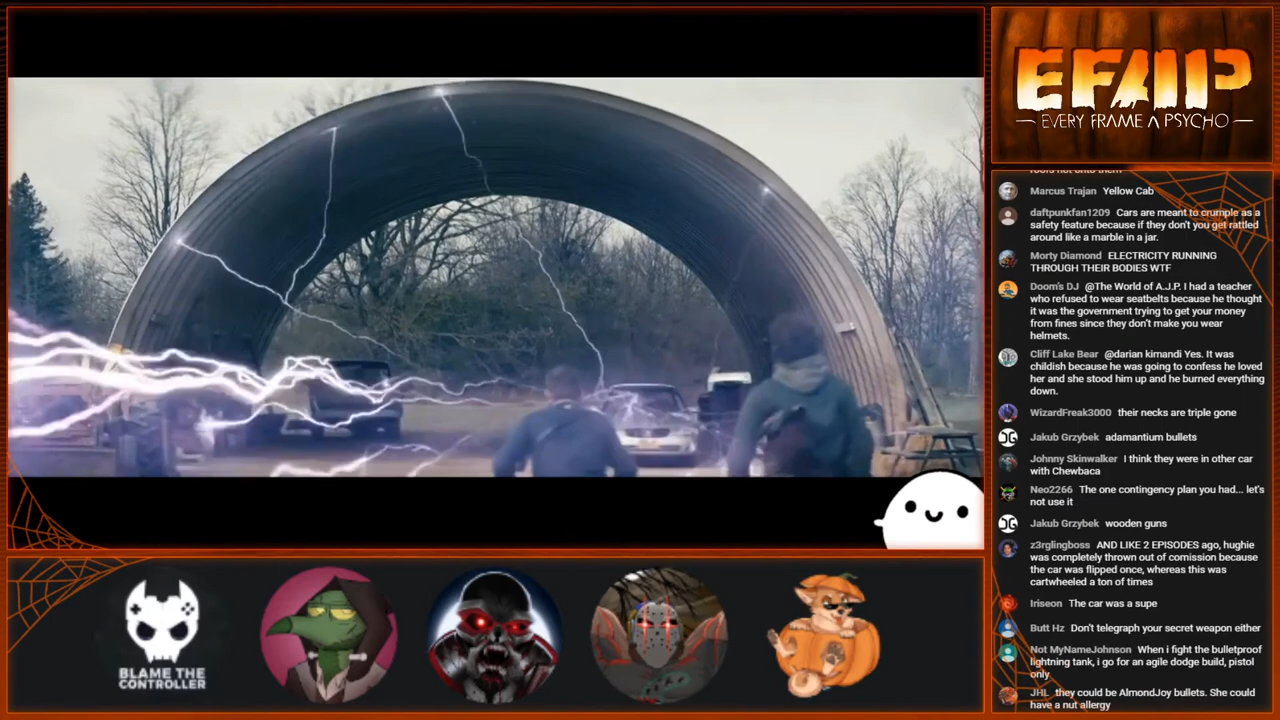 EFAIP
EVERY FRAME A PSYCHO
Marcus Trajan Yellow Cab
daftpunkfan1209 Cars are meant to crumple as a
safety feature because if they don't you get rattled
around like a marble in a jar.
Morty Diamond ELECTRICITY RUNNING
THROUGH THEIR BODIES WTF
Doom's DJ @The World of A.J.P. I had a teacher
who refused to wear seatbelts because he thought
it was the government trying to get your money
from fines since they don't make you wear
helmets.
Cliff Lake Bear @darian kimandi Yes. It was
childish because he was going to confess he loved
her and she stood him up and he burned everything
down.
WizardFreak3000 their necks are triple gone
Jakub Grzybek adamantium bullets
Johnny Skinwalker I think they were in other car
with Chewbaca
Neo2266 The one contingency plan you had... let's
not use it
Jakub Grzybek wooden guns
z3rglingboss AND LIKE 2 EPISODES ago, hughie
was completely thrown out of comission because
the car was flipped once, whereas this was
cartwheeled a ton of times
Iriseon The car was a supe
Butt Hz Don't telegraph your secret weapon either
Not MyNameJohnson When i fight the bulletproof
lightning tank, i go for an agile dodge build, pistol
only
JHL they could be AlmondJoy bullets. She could
have a nut allergy
BLAME THE
CONTROLLER